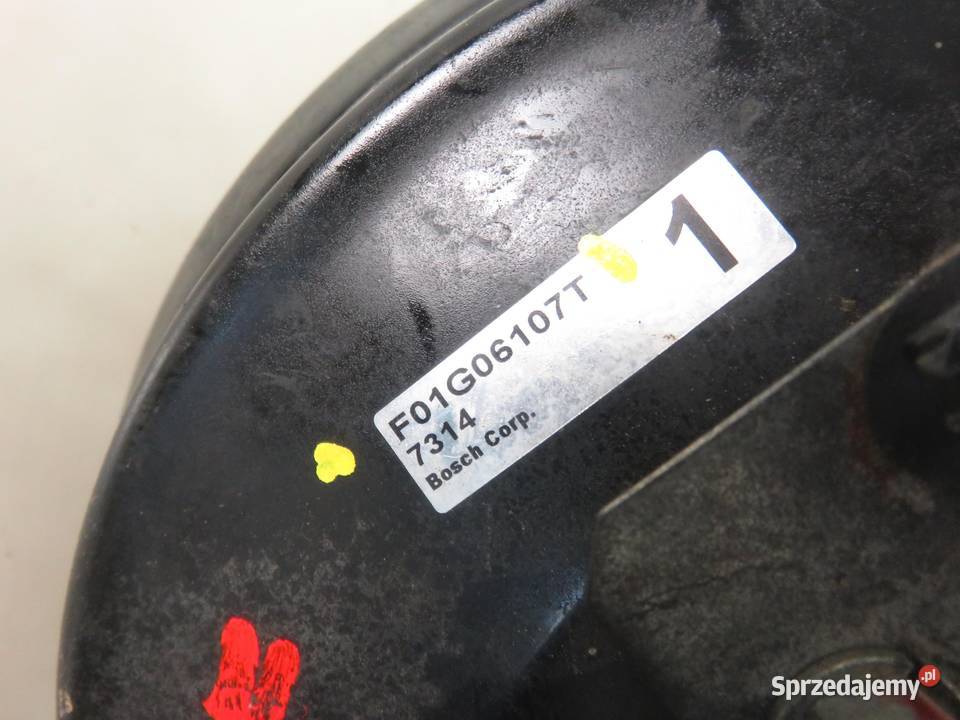 F01G06107T
1
7314
Bosch Corp.
Sprzedajemy.pl